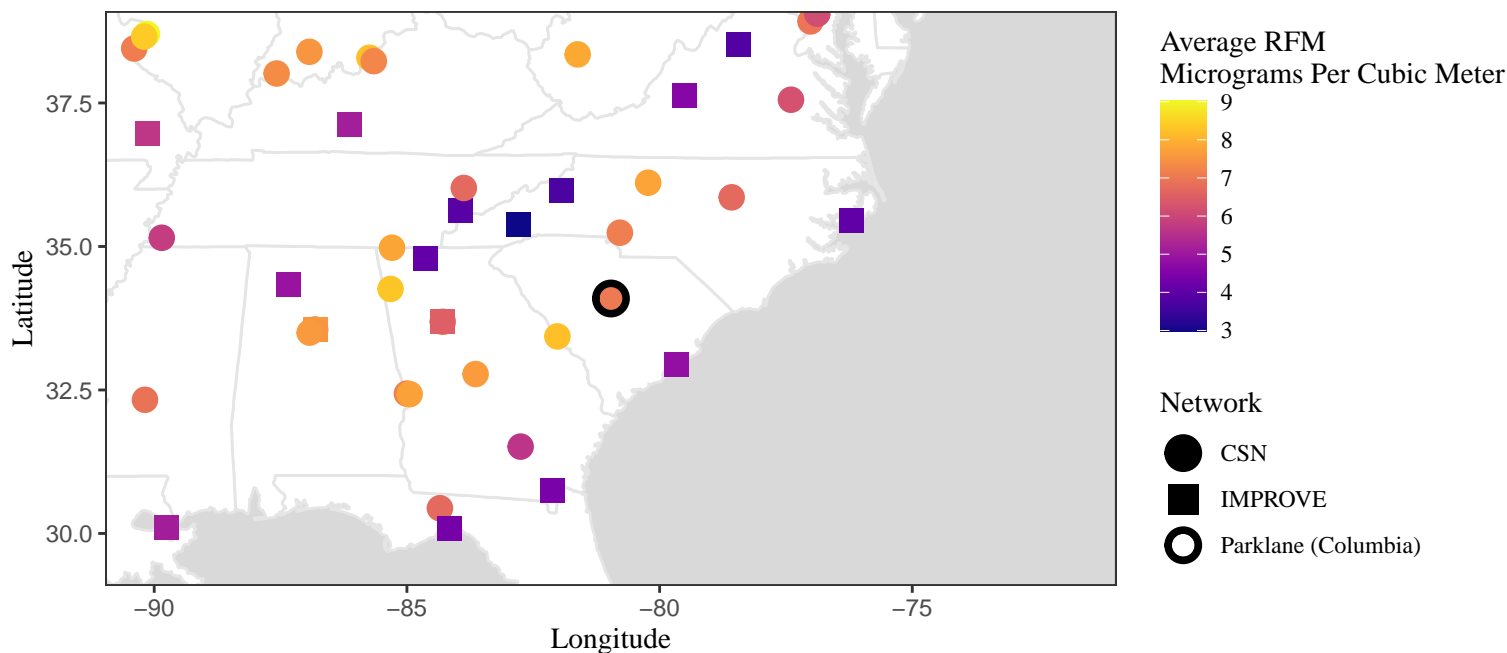 Average RFM
Micrograms Per Cubic Meter
9
8
7
6
5
4
3
Network
CSN
IMPROVE
Parklane (Columbia)
37.5
35.0
32.5
30.0
Latitude
−90
−85
−80
−75
Longitude